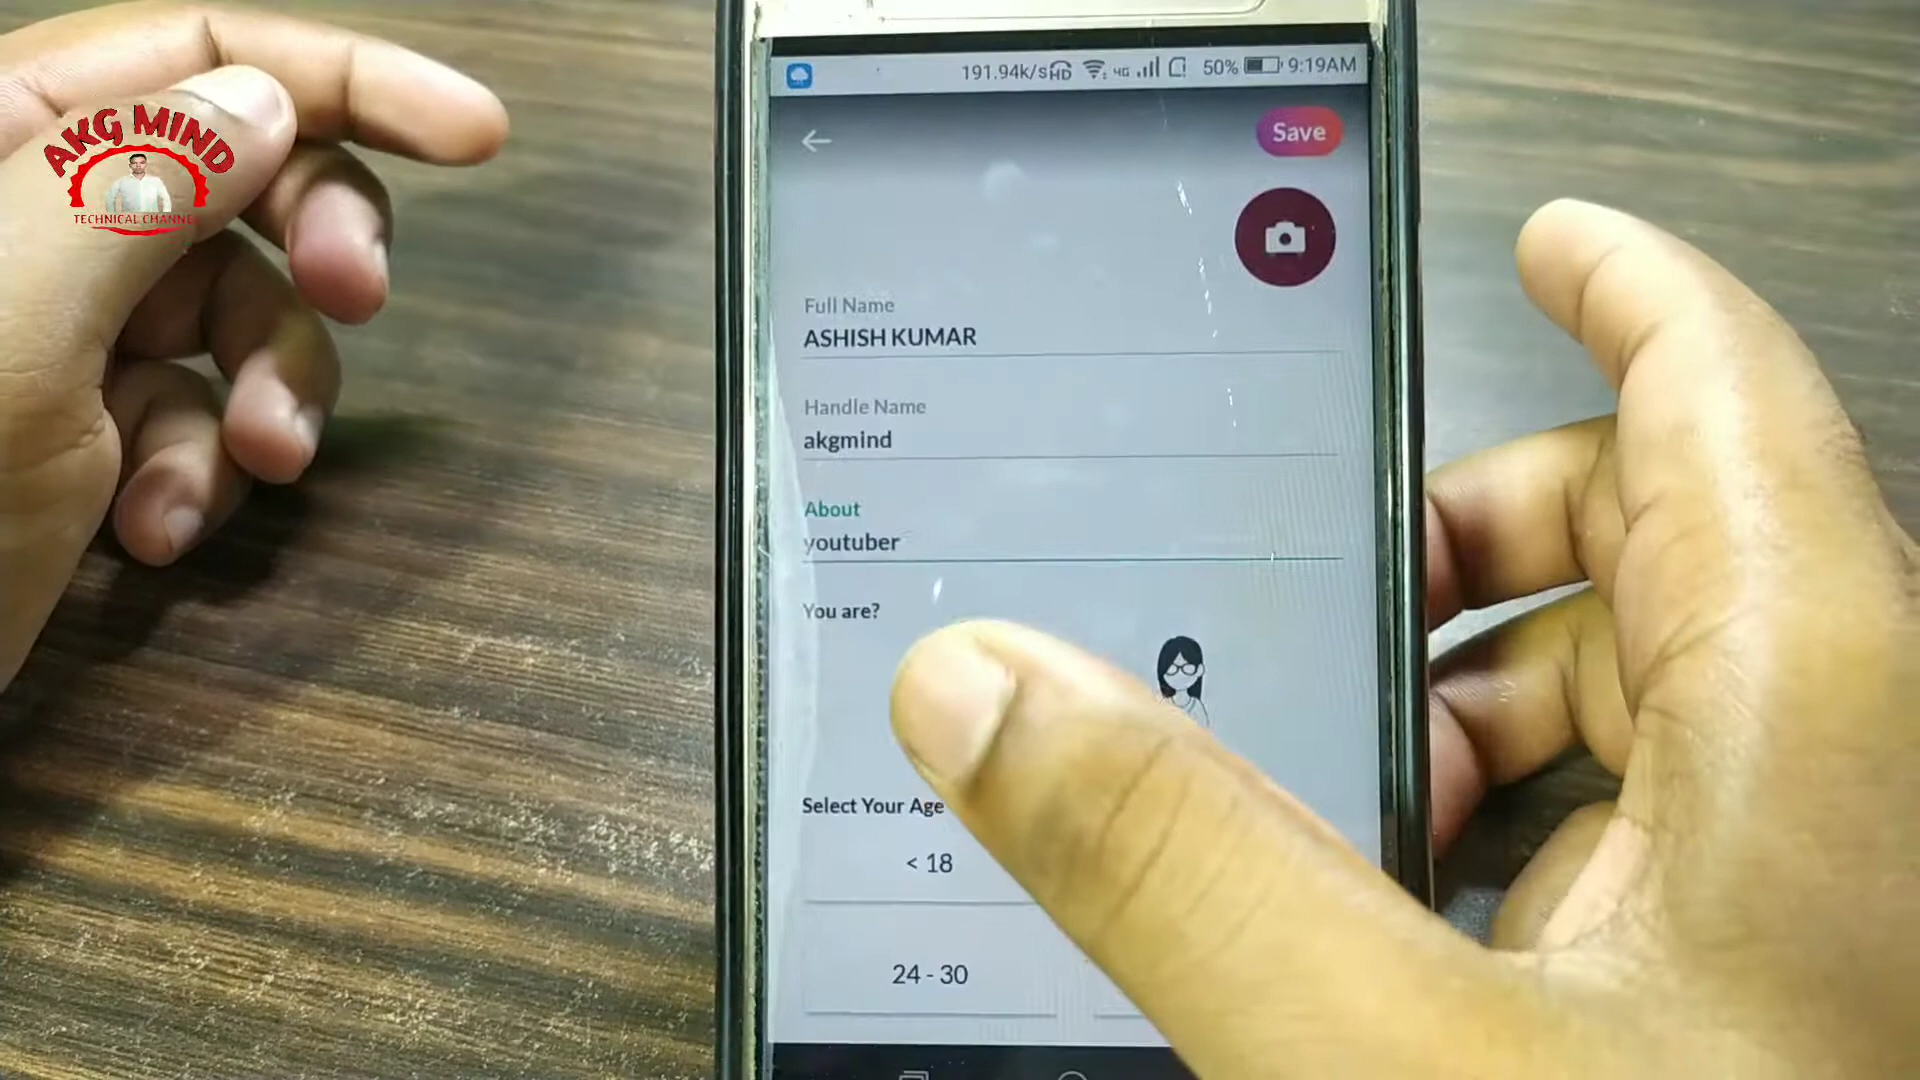 AKG MIND
TECHNICAL CHANNEL
191.94k/s HD 4G 50% 9:19AM
Save
Full Name
ASHISH KUMAR
Handle Name
akgmind
About
youtuber
You are?
Select Your Age
< 18
24 - 30